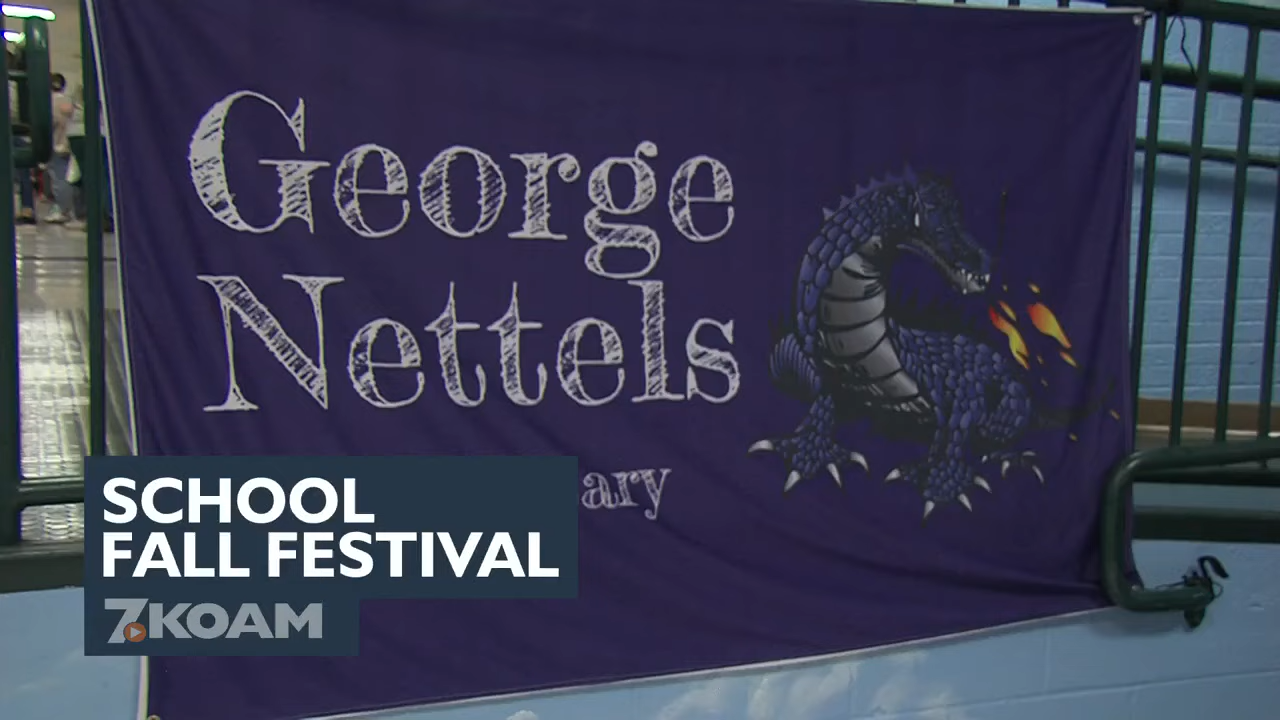 George
Nettels
ary
SCHOOL
FALL FESTIVAL
7KOAM